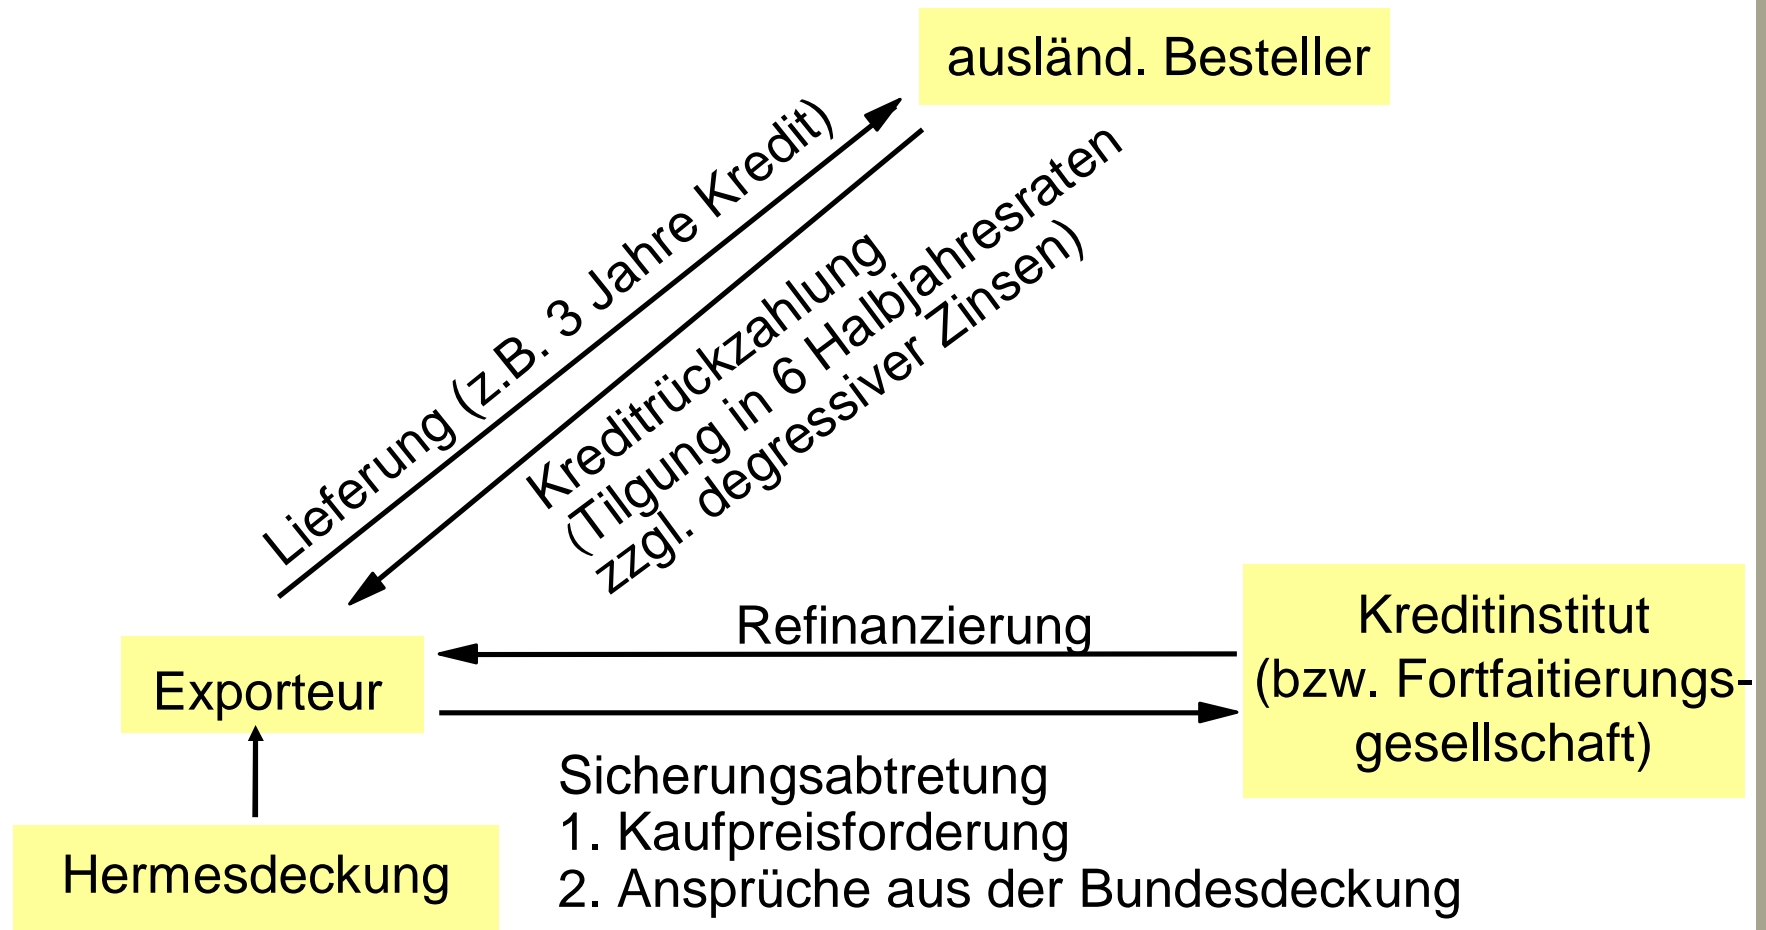 ausländ. Besteller
Lieferung (z.B. 3 Jahre Kredit)
Kreditrückzahlung
(Tilgung in 6 Halbjahresraten
zzgl. degressiver Zinsen)
Refinanzierung
Kreditinstitut
(bzw. Fortfaitierungs-
gesellschaft)
Exporteur
Sicherungsabtretung
1. Kaufpreisforderung
2. Ansprüche aus der Bundesdeckung
Hermesdeckung